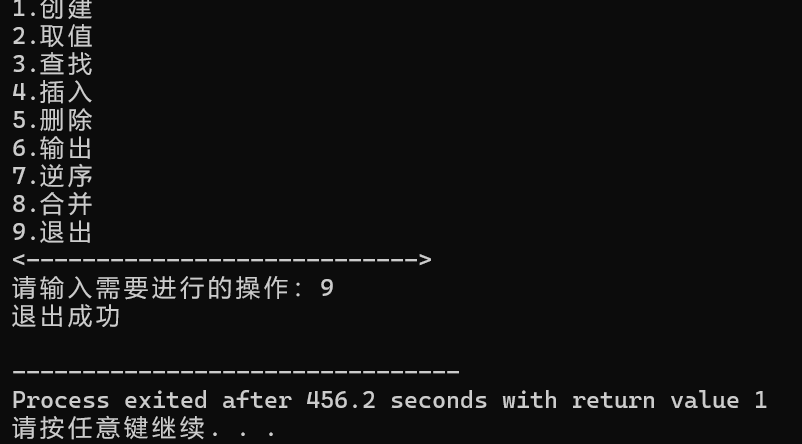 1.创建
2.取值
3.查找
4.插入
5.删除
6.输出
7.逆序
8.合并
9.退出
<---------------------------->
请输入需要进行的操作: 9
退出成功
--------------------------------
Process exited after 456.2 seconds with return value 1
请按任意键继续. . .